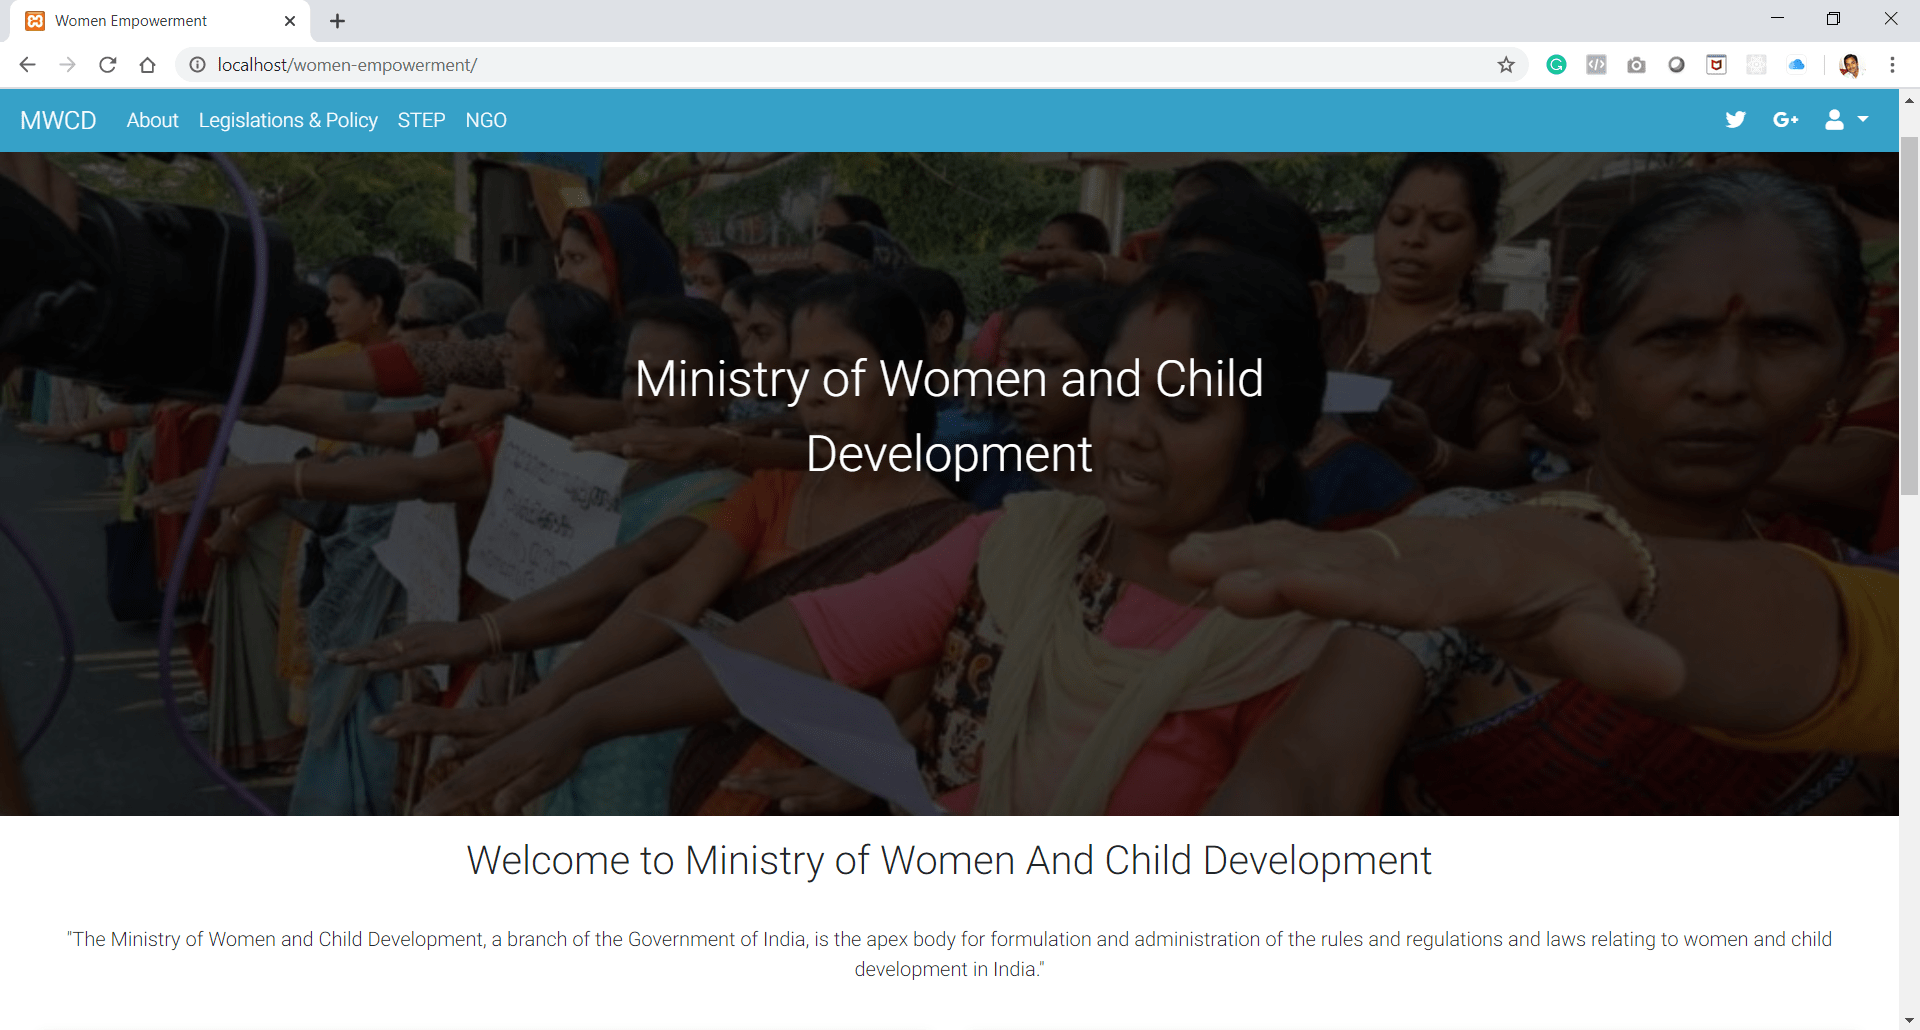 Women Empowerment
localhost/women-empowerment/
MWCD About Legislations & Policy STEP NGO
G+
Ministry of Women and Child
Development
Welcome to Ministry of Women And Child Development
"The Ministry of Women and Child Development, a branch of the Government of India, is the apex body for formulation and administration of the rules and regulations and laws relating to women and child
development in India."